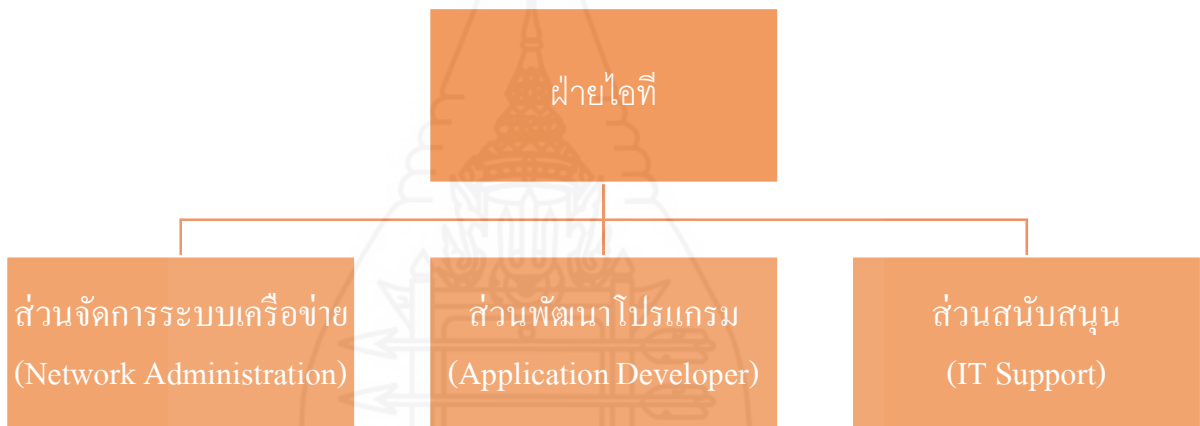 ฝ่ายไอที
ส่วนจัดการระบบเครือข่าย
(Network Administration)
ส่วนพัฒนาโปรแกรม
(Application Developer)
ส่วนสนับสนุน
(IT Support)